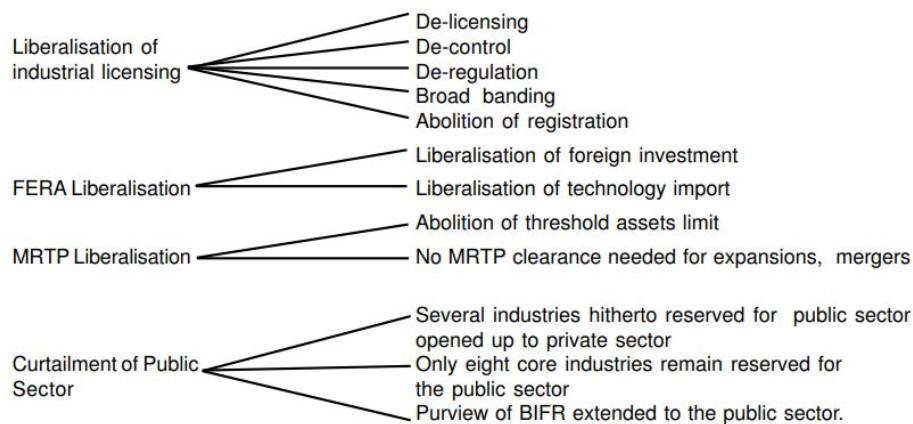 Liberalisation of
industrial licensing
De-licensing
De-control
De-regulation
Broad banding
Abolition of registration
FERA Liberalisation
Liberalisation of foreign investment
Liberalisation of technology import
MRTP Liberalisation
Abolition of threshold assets limit
No MRTP clearance needed for expansions, mergers
Curtailment of Public
Sector
Several industries hitherto reserved for public sector
opened up to private sector
Only eight core industries remain reserved for
the public sector
Purview of BIFR extended to the public sector.